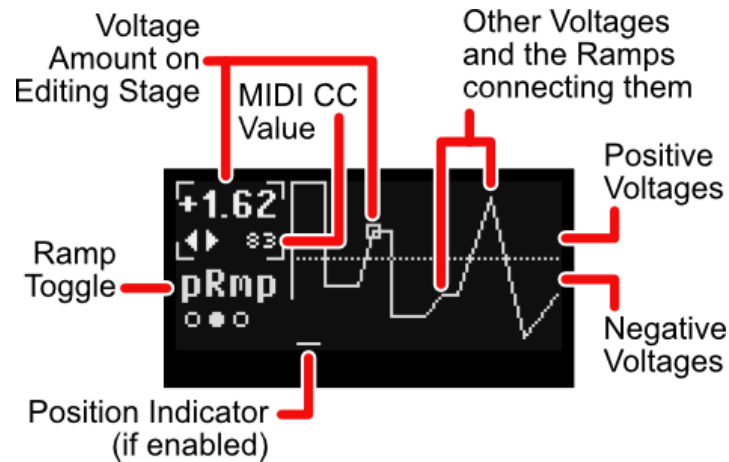 Voltage
Amount on
Editing Stage
MIDI CC
Value
Other Voltages
and the Ramps
connecting them
Positive
Voltages
+1.62
83
pRmp
Ramp
Toggle
Negative
Voltages
Position Indicator
(if enabled)